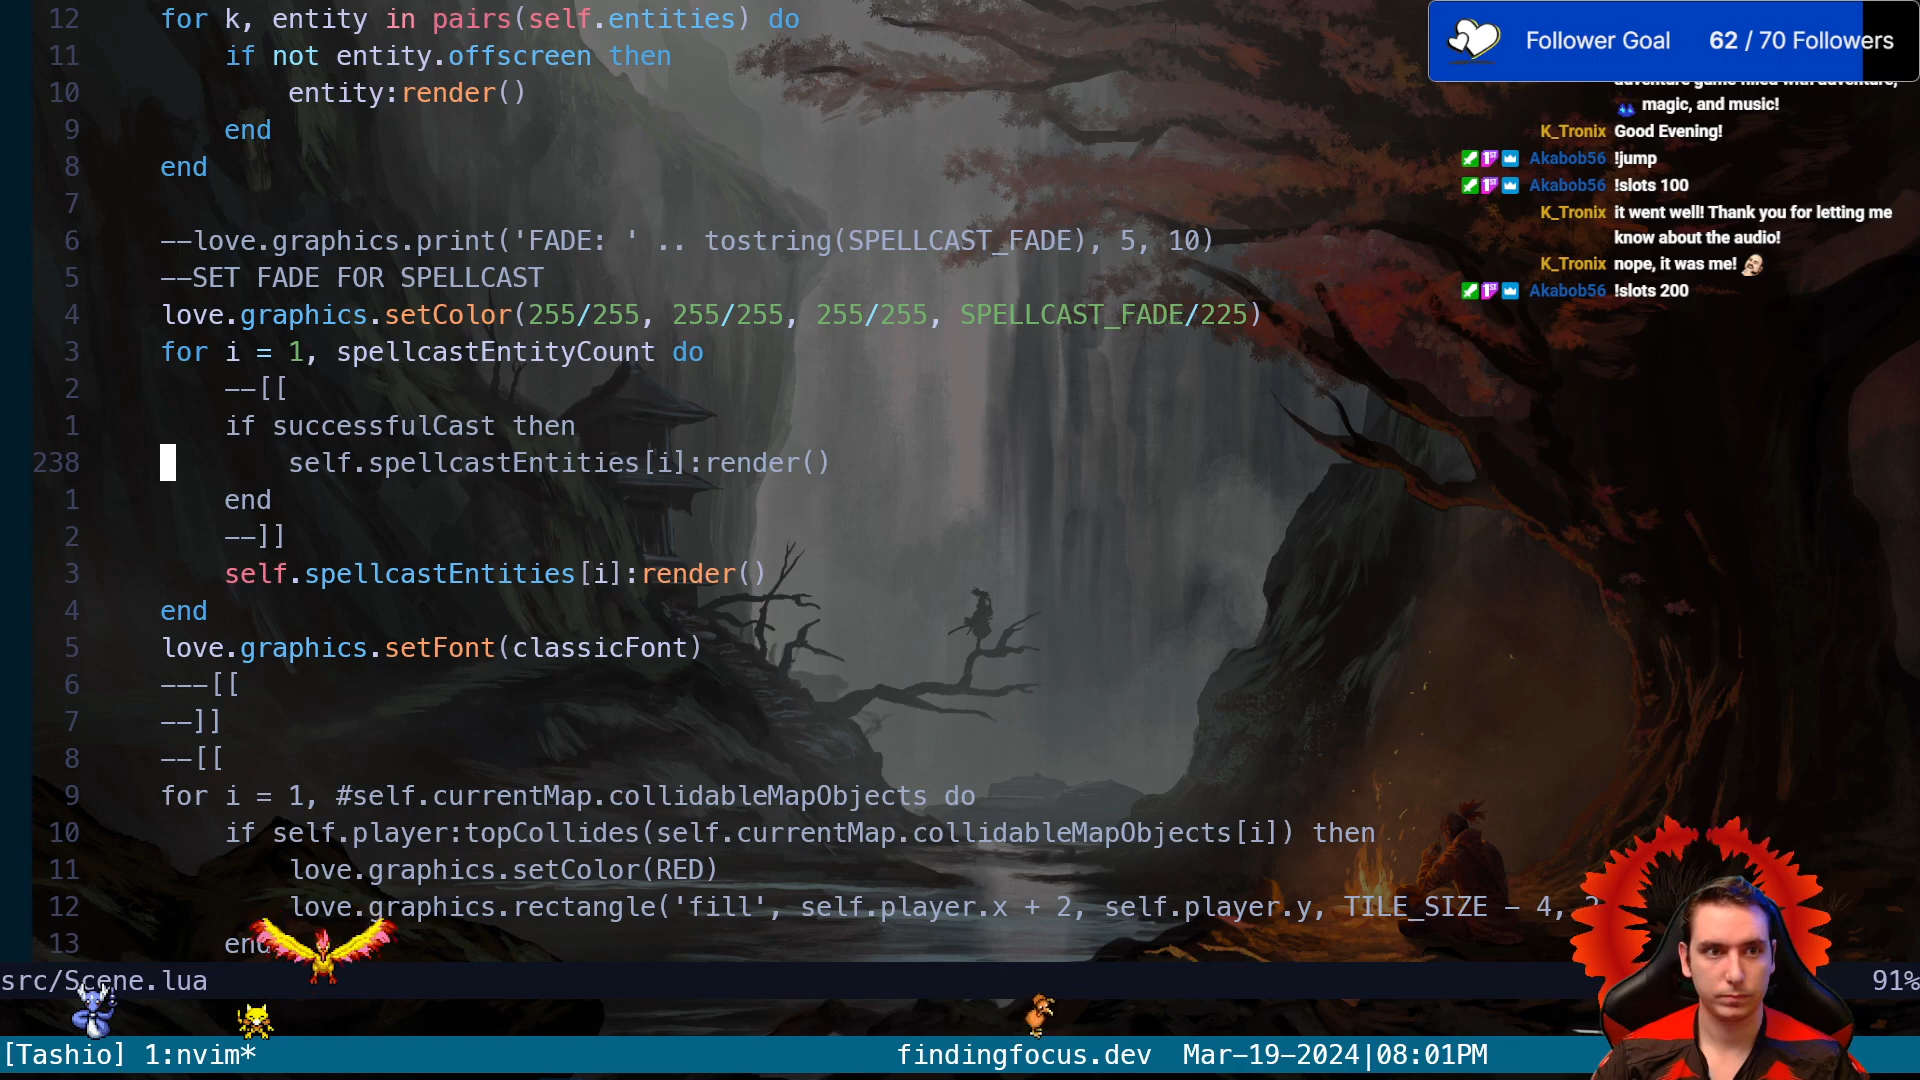 12 for k, entity in pairs(self.entities) do
11 if not entity.offscreen then
10 entity:render()
9 end
8 end
7
6 --love.graphics.print('FADE: ' .. tostring(SPELLCAST_FADE), 5, 10)
5 --SET FADE FOR SPELLCAST
4 love.graphics.setColor(255/255, 255/255, 255/255, SPELLCAST_FADE/225)
3 for i = 1, spellcastEntityCount do
2 --[[
1 if successfulCast then
238 self.spellcastEntities[i]:render()
1 end
2 --]]
3 self.spellcastEntities[i]:render()
4 end
5 love.graphics.setFont(classicFont)
6 ---[[
7 --]]
8 --[[
9 for i = 1, #self.currentMap.collidableMapObjects do
10 if self.player:topCollides(self.currentMap.collidableMapObjects[i]) then
11 love.graphics.setColor(RED)
12 love.graphics.rectangle('fill', self.player.x + 2, self.player.y, TILE_SIZE - 4, 2
13 end
src/Scene.lua 91%
[Tashio] 1:nvim* findingfocus.dev Mar-19-2024|08:01PM
Follower Goal 62 / 70 Followers
adventure game filled with adventure,
magic, and music!
K_Tronix Good Evening!
Akabob56 !jump
Akabob56 !slots 100
K_Tronix it went well! Thank you for letting me
know about the audio!
K_Tronix nope, it was me!
Akabob56 !slots 200